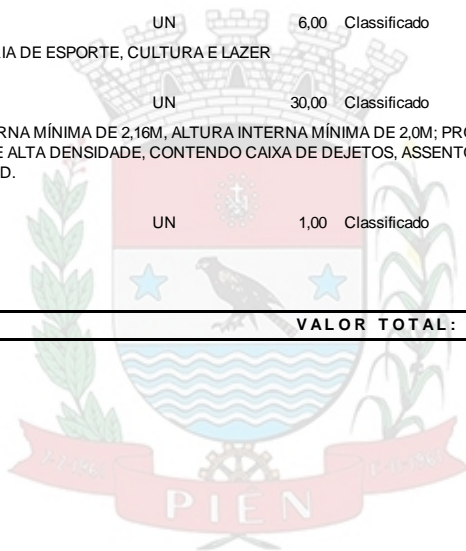 UN 6,00 Classificado
IA DE ESPORTE, CULTURA E LAZER
UN 30,00 Classificado
RNA MÍNIMA DE 2,16M, ALTURA INTERNA MÍNIMA DE 2,0M; PRO
E ALTA DENSIDADE, CONTENDO CAIXA DE DEJETOS, ASSENTO
D.
UN 1,00 Classificado
VALOR TOTAL:
PIÊN